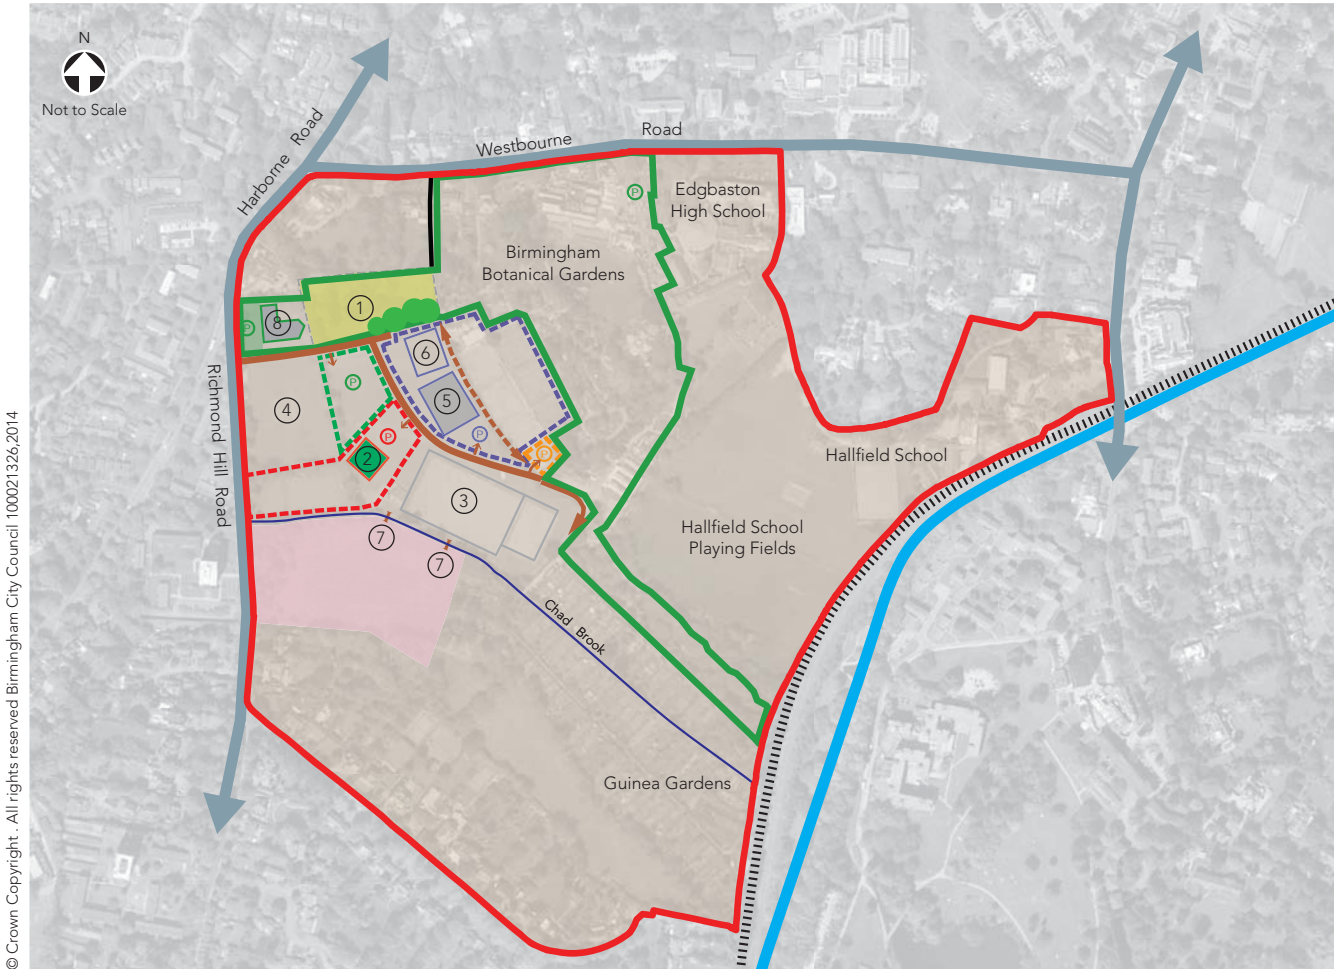 N
Not to Scale
Harborne Road
Westbourne Road
P
Edgbaston
High School
Birmingham
Botanical Gardens
1
P
8
6
P
4
5
P
P
P
2
Richmond Hill Road
Hallfield School
3
Hallfield School
Playing Fields
7
7
Chad Brook
Guinea Gardens
© Crown Copyright . All rights reserved Birmingham City Council 100021326,2014